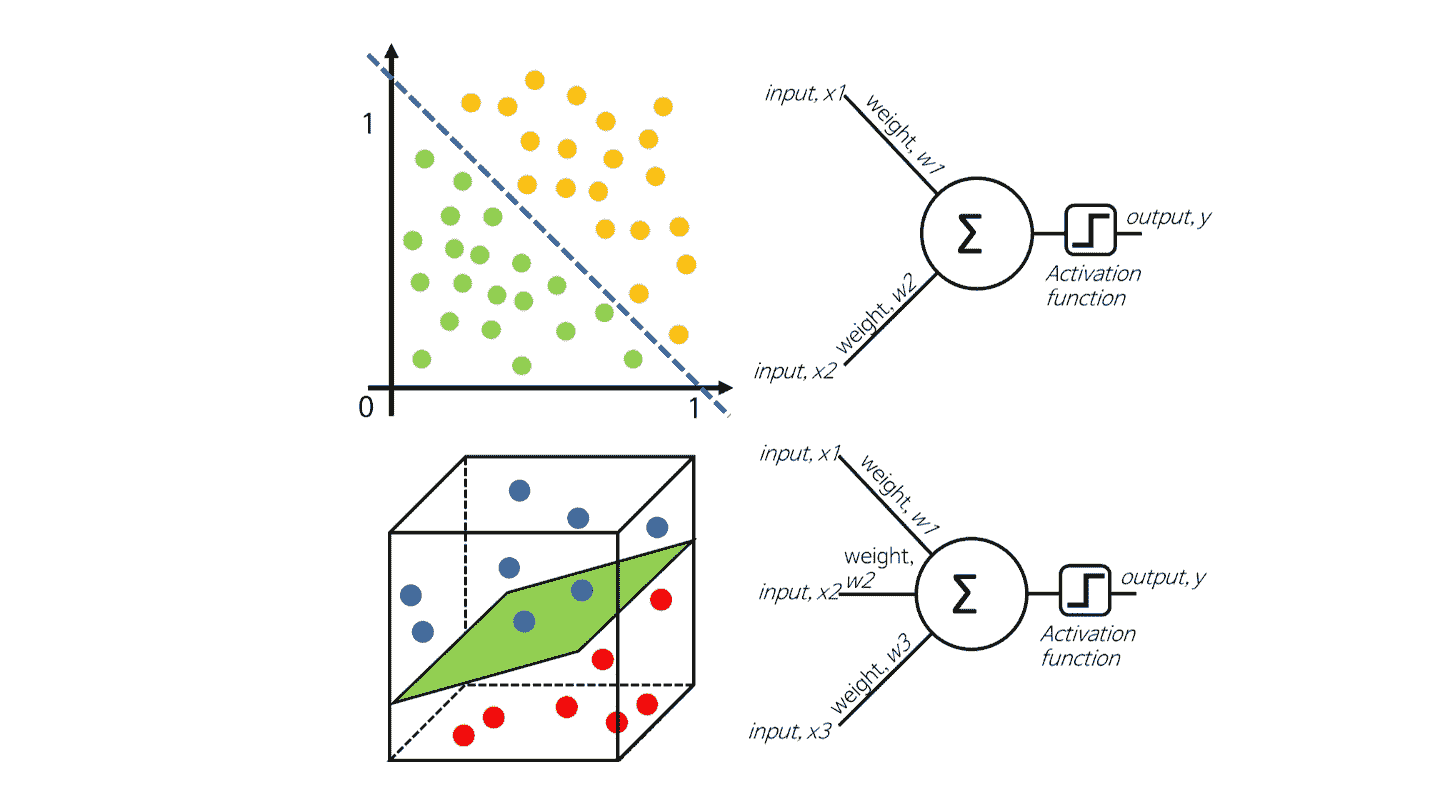 1
0
1
input, x1
weight, w1
weight, w2
input, x2
Σ
output, y
Activation
function
input, x1
weight, w1
weight,
w2
input, x2
weight, w3
input, x3
Σ
output, y
Activation
function